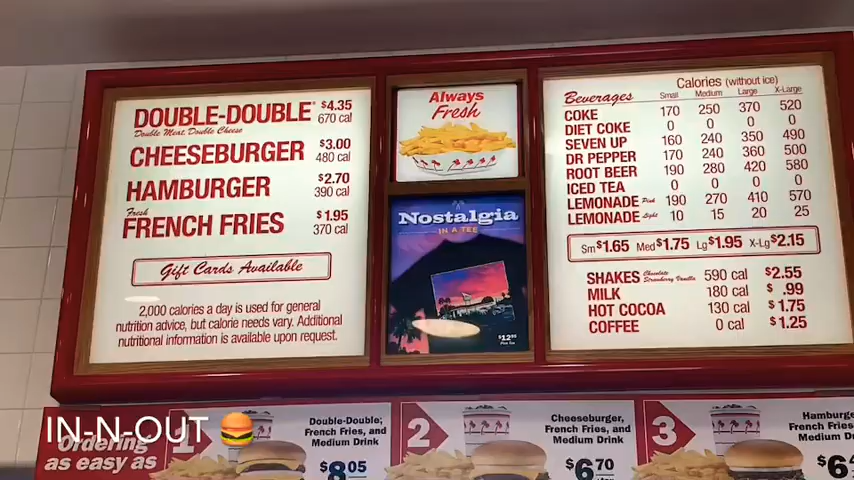 DOUBLE-DOUBLE® $4.35
Double Meat, Double Cheese 670 cal
CHEESEBURGER $3.00
480 cal
HAMBURGER $2.70
390 cal
Fresh
FRENCH FRIES $1.95
370 cal
Gift Cards Available
2,000 calories a day is used for general
nutrition advice, but calorie needs vary. Additional
nutritional information is available upon request.
Always
Fresh
Nostalgia
IN A TEE
$12
Calories (without ice)
Beverages Small Medium Large X-Large
COKE 170 250 370 520
DIET COKE 0 0 0 0
SEVEN UP 160 240 350 490
DR PEPPER 170 240 360 500
ROOT BEER 190 280 420 580
ICED TEA 0 0 0 0
LEMONADE Pink 190 270 410 570
LEMONADE Light 10 15 20 25
Sm $1.65 Med $1.75 Lg $1.95 X-Lg $2.15
SHAKES Chocolate Strawberry Vanilla 590 cal $2.55
MILK 180 cal $ .99
HOT COCOA 130 cal $1.75
COFFEE 0 cal $1.25
IN-N-OUT 🍔
Ordering
as easy as
1
Double-Double,
French Fries, and
Medium Drink
$8.05
2
Cheeseburger,
French Fries, and
Medium Drink
$6.70
3
Hamburge
French Fries
Medium D